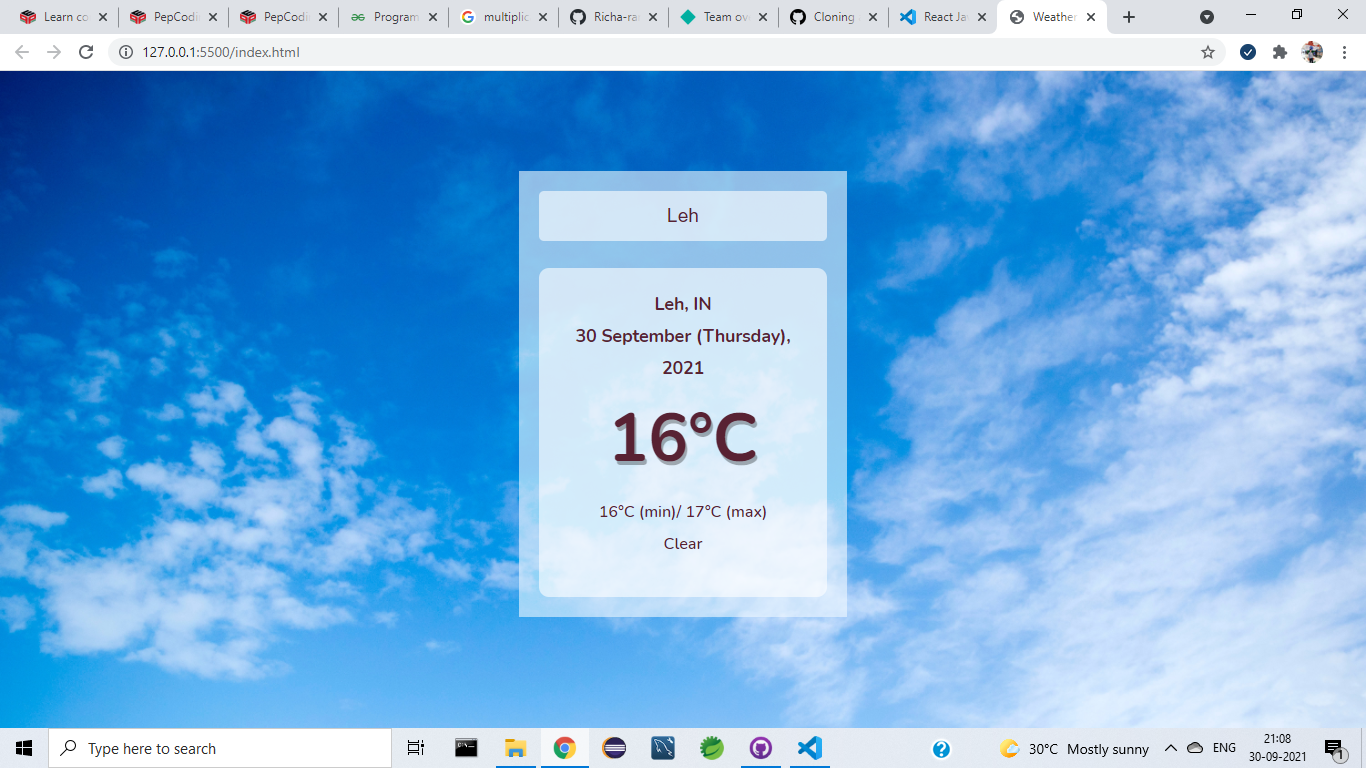 Learn co
PepCodi
PepCodi
Program
multiplic
Richa-ra
Team ov
Cloning
React Ja
Weather
127.0.0.1:5500/index.html
Leh
Leh, IN
30 September (Thursday),
2021
16°C
16°C (min)/ 17°C (max)
Clear
Type here to search
30°C Mostly sunny
ENG
21:08
30-09-2021
1